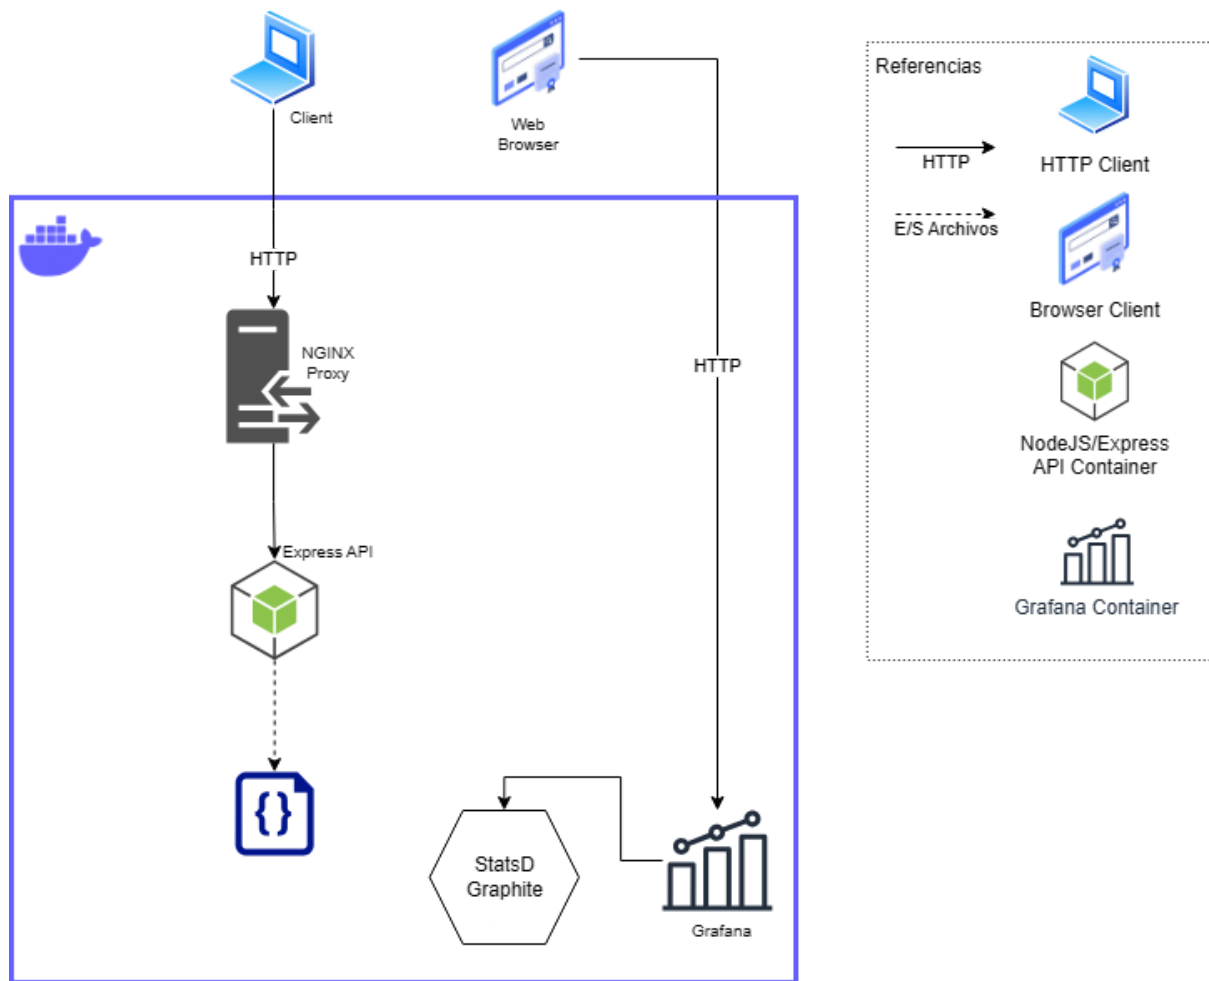 Client
Web
Browser
HTTP
NGINX
Proxy
HTTP
Express API
{}
StatsD
Graphite
Grafana
Referencias
HTTP
HTTP Client
E/S Archivos
Browser Client
NodeJS/Express
API Container
Grafana Container